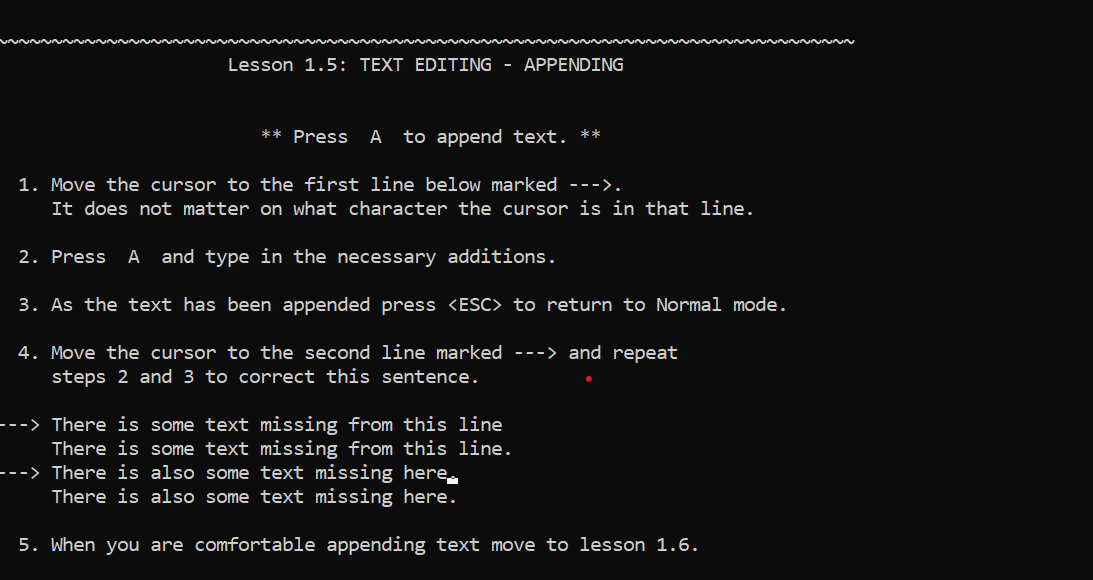 ~~~~~~~~~~~~~~~~~~~~~~~~~~~~~~~~~~~~~~~~~~~~~~~~~~~~~~~~~~~~~~~~~~~~~~~~~~~~~~
Lesson 1.5: TEXT EDITING - APPENDING
** Press  A  to append text. **
1. Move the cursor to the first line below marked --->.
It does not matter on what character the cursor is in that line.
2. Press  A  and type in the necessary additions.
3. As the text has been appended press <ESC> to return to Normal mode.
4. Move the cursor to the second line marked ---> and repeat
steps 2 and 3 to correct this sentence.
---> There is some text missing from this line
There is some text missing from this line.
---> There is also some text missing here.
There is also some text missing here.
5. When you are comfortable appending text move to lesson 1.6.